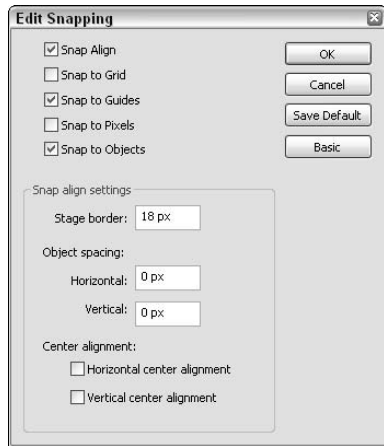 Edit Snapping
Snap Align
Snap to Grid
Snap to Guides
Snap to Pixels
Snap to Objects
OK
Cancel
Save Default
Basic
Snap align settings
Stage border: 18 px
Object spacing:
Horizontal: 0 px
Vertical: 0 px
Center alignment:
Horizontal center alignment
Vertical center alignment